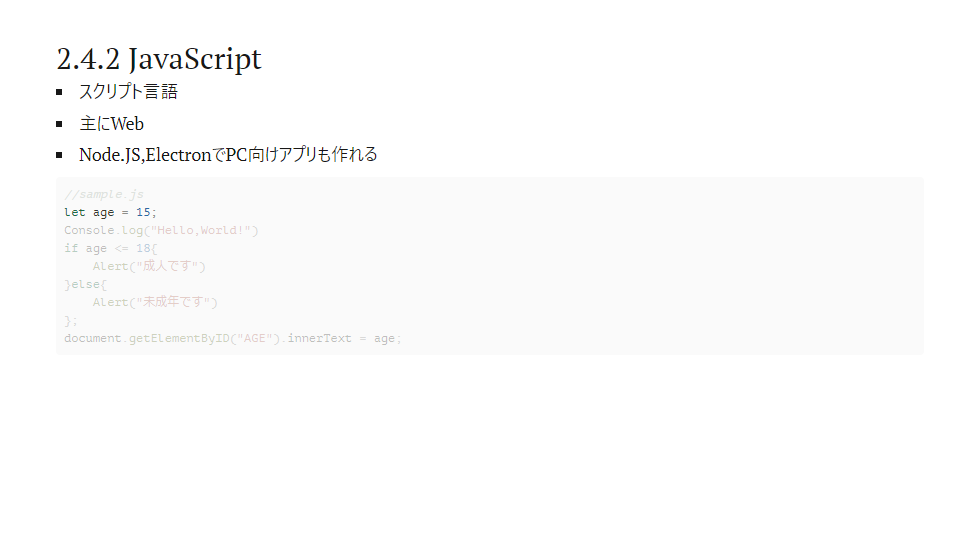 2.4.2 JavaScript
スクリプト言語
主にWeb
Node.JS,ElectronでPC向けアプリも作れる
//sample.js
let age = 15;
Console.log("Hello,World!")
if age <= 18{
    Alert("成人です")
}else{
    Alert("未成年です")
};
document.getElementByID("AGE").innerText = age;